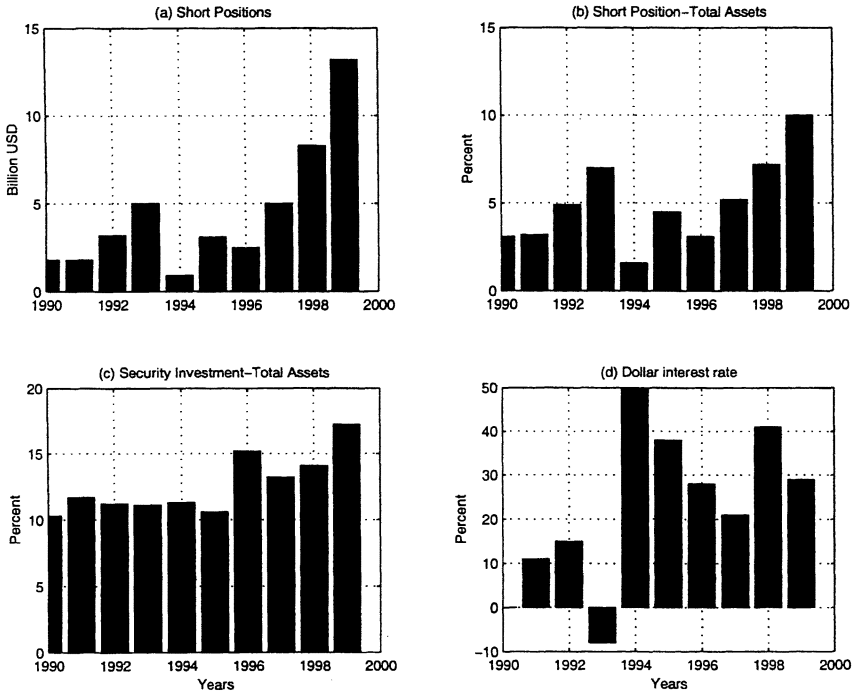 (a) Short Positions
15
10
5
0
Billion USD
1990 1992 1994 1996 1998 2000
(b) Short Position-Total Assets
15
10
5
0
Percent
1990 1992 1994 1996 1998 2000
(c) Security Investment-Total Assets
20
15
10
5
0
Percent
1990 1992 1994 1996 1998 2000
Years
(d) Dollar interest rate
50
40
30
20
10
0
-10
Percent
1990 1992 1994 1996 1998 2000
Years